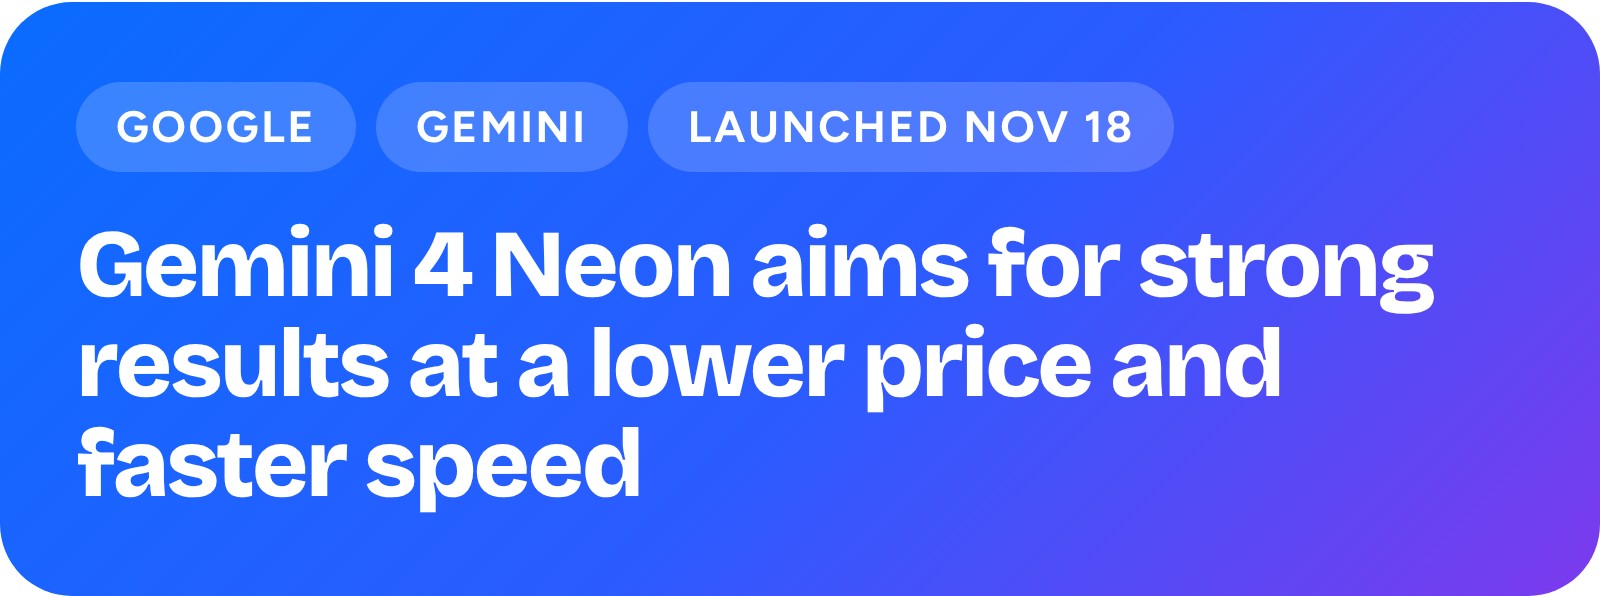 GOOGLE GEMINI LAUNCHED NOV 18
Gemini 4 Neon aims for strong
results at a lower price and
faster speed